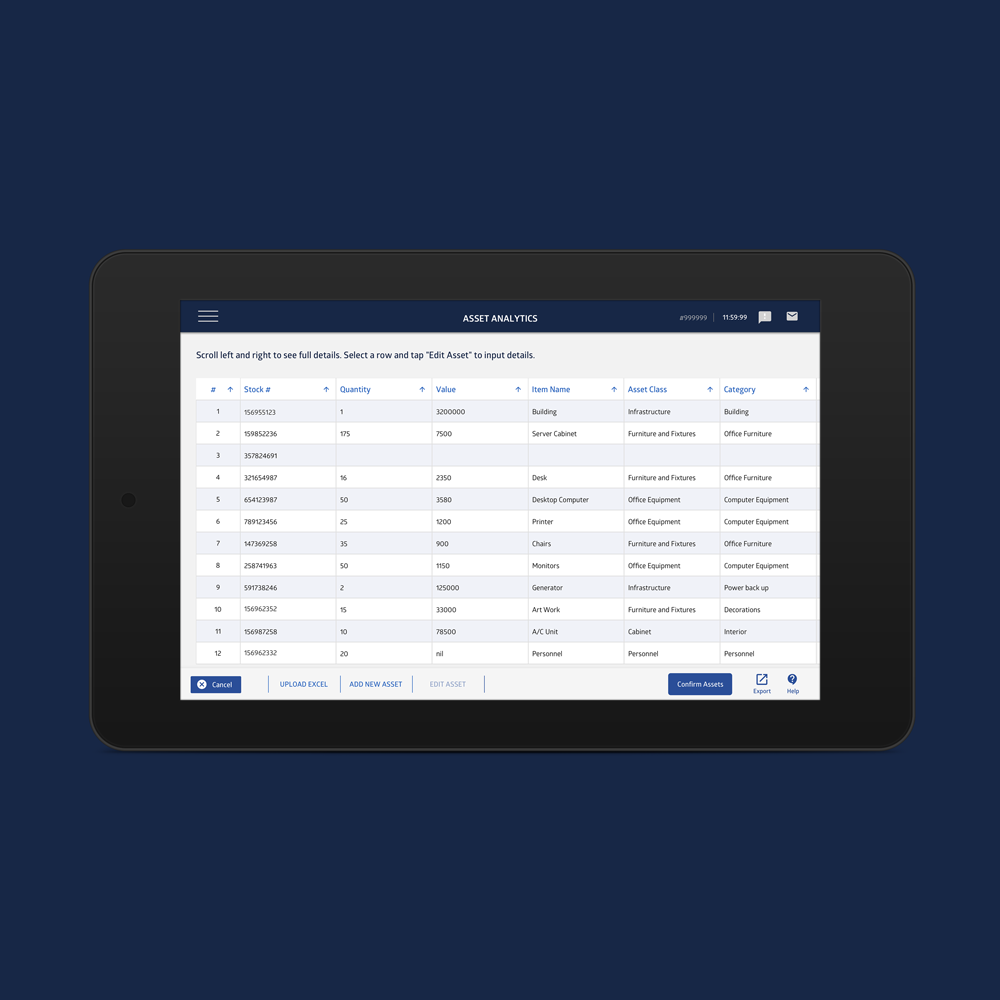 ASSET ANALYTICS #999999 11:59:99
Scroll left and right to see full details. Select a row and tap "Edit Asset" to input details.
# Stock # Quantity Value Item Name Asset Class Category
1 156955123 1 3200000 Building Infrastructure Building
2 159852236 175 7500 Server Cabinet Furniture and Fixtures Office Furniture
3 357824691
4 321654987 16 2350 Desk Furniture and Fixtures Office Furniture
5 654123987 50 3580 Desktop Computer Office Equipment Computer Equipment
6 789123456 25 1200 Printer Office Equipment Computer Equipment
7 147369258 35 900 Chairs Furniture and Fixtures Office Furniture
8 258741963 50 1150 Monitors Office Equipment Computer Equipment
9 591738246 2 125000 Generator Infrastructure Power back up
10 156962352 15 33000 Art Work Furniture and Fixtures Decorations
11 156987258 10 78500 A/C Unit Cabinet Interior
12 156962332 20 nil Personnel Personnel Personnel
Cancel UPLOAD EXCEL ADD NEW ASSET EDIT ASSET Confirm Assets Export Help